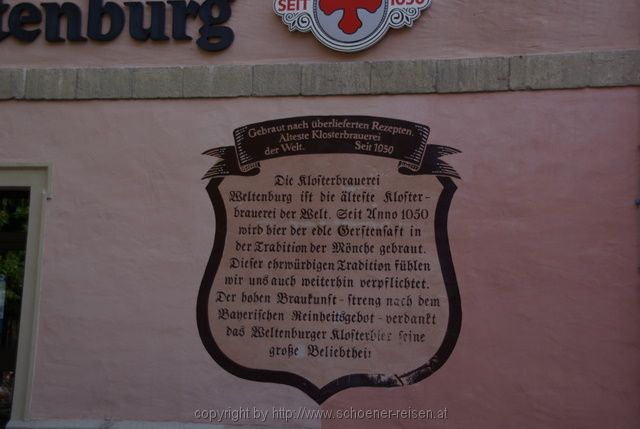 ltenburg
SEIT 1050
Gebraut nach überlieferten Rezepten.
Älteste Klosterbrauerei
der Welt. Seit 1050
Die Klosterbrauerei
Weltenburg ist die älteste Kloster-
brauerei der Welt. Seit Anno 1050
wird hier der edle Gerstensaft in
der Tradition der Mönche gebraut.
Dieser ehrwürdigen Tradition fühlen
wir uns auch weiterhin verpflichtet.
Der hohen Braukunst - streng nach dem
Bayerischen Reinheitsgebot - verdankt
das Weltenburger Klosterbier seine
große Beliebthei
copyright by http://www.schoener-reisen.at